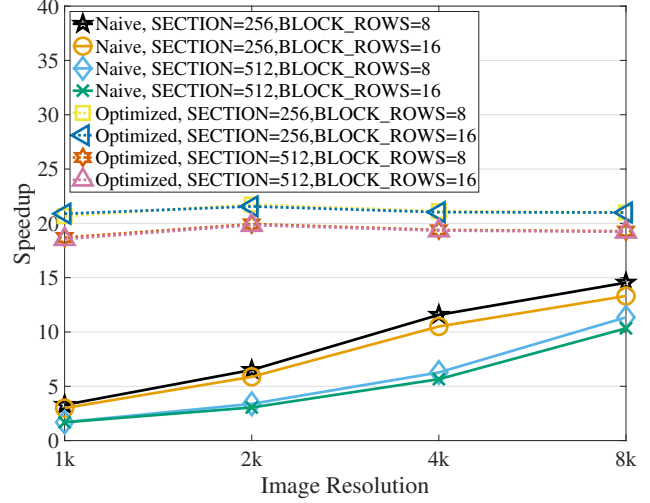 40
35
30
25
20
15
10
5
0
Speedup
Naive, SECTION=256,BLOCK_ROWS=8
Naive, SECTION=256,BLOCK_ROWS=16
Naive, SECTION=512,BLOCK_ROWS=8
Naive, SECTION=512,BLOCK_ROWS=16
Optimized, SECTION=256,BLOCK_ROWS=8
Optimized, SECTION=256,BLOCK_ROWS=16
Optimized, SECTION=512,BLOCK_ROWS=8
Optimized, SECTION=512,BLOCK_ROWS=16
1k 2k 4k 8k
Image Resolution